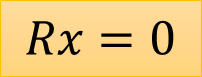 Rx = 0